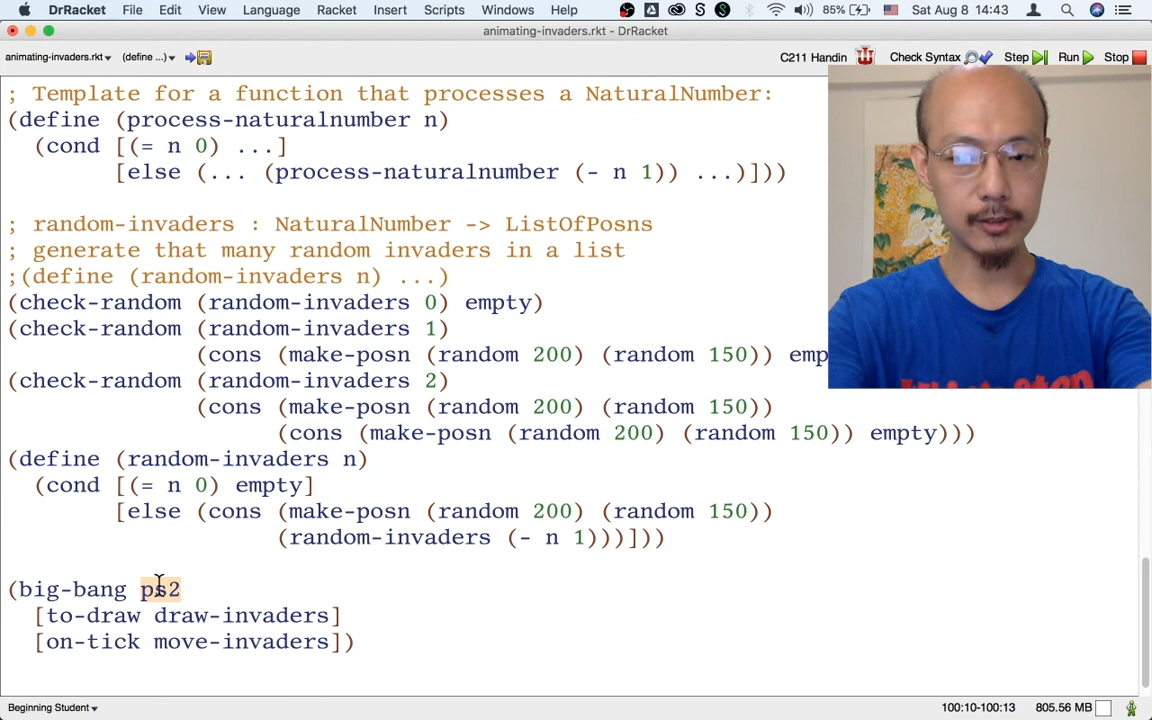 DrRacket File Edit View Language Racket Insert Scripts Windows Help 85% Sat Aug 8 14:43
animating-invaders.rkt - DrRacket
animating-invaders.rkt (define ...) C211 Handin Check Syntax Step Run Stop
; Template for a function that processes a NaturalNumber:
(define (process-naturalnumber n)
(cond [(= n 0) ...]
[else (... (process-naturalnumber (- n 1)) ...)]))
; random-invaders : NaturalNumber -> ListOfPosns
; generate that many random invaders in a list
;(define (random-invaders n) ...)
(check-random (random-invaders 0) empty)
(check-random (random-invaders 1)
(cons (make-posn (random 200) (random 150)) emp
(check-random (random-invaders 2)
(cons (make-posn (random 200) (random 150))
(cons (make-posn (random 200) (random 150)) empty)))
(define (random-invaders n)
(cond [(= n 0) empty]
[else (cons (make-posn (random 200) (random 150))
(random-invaders (- n 1)))]))
(big-bang ps2
[to-draw draw-invaders]
[on-tick move-invaders])
Beginning Student 100:10-100:13 805.56 MB